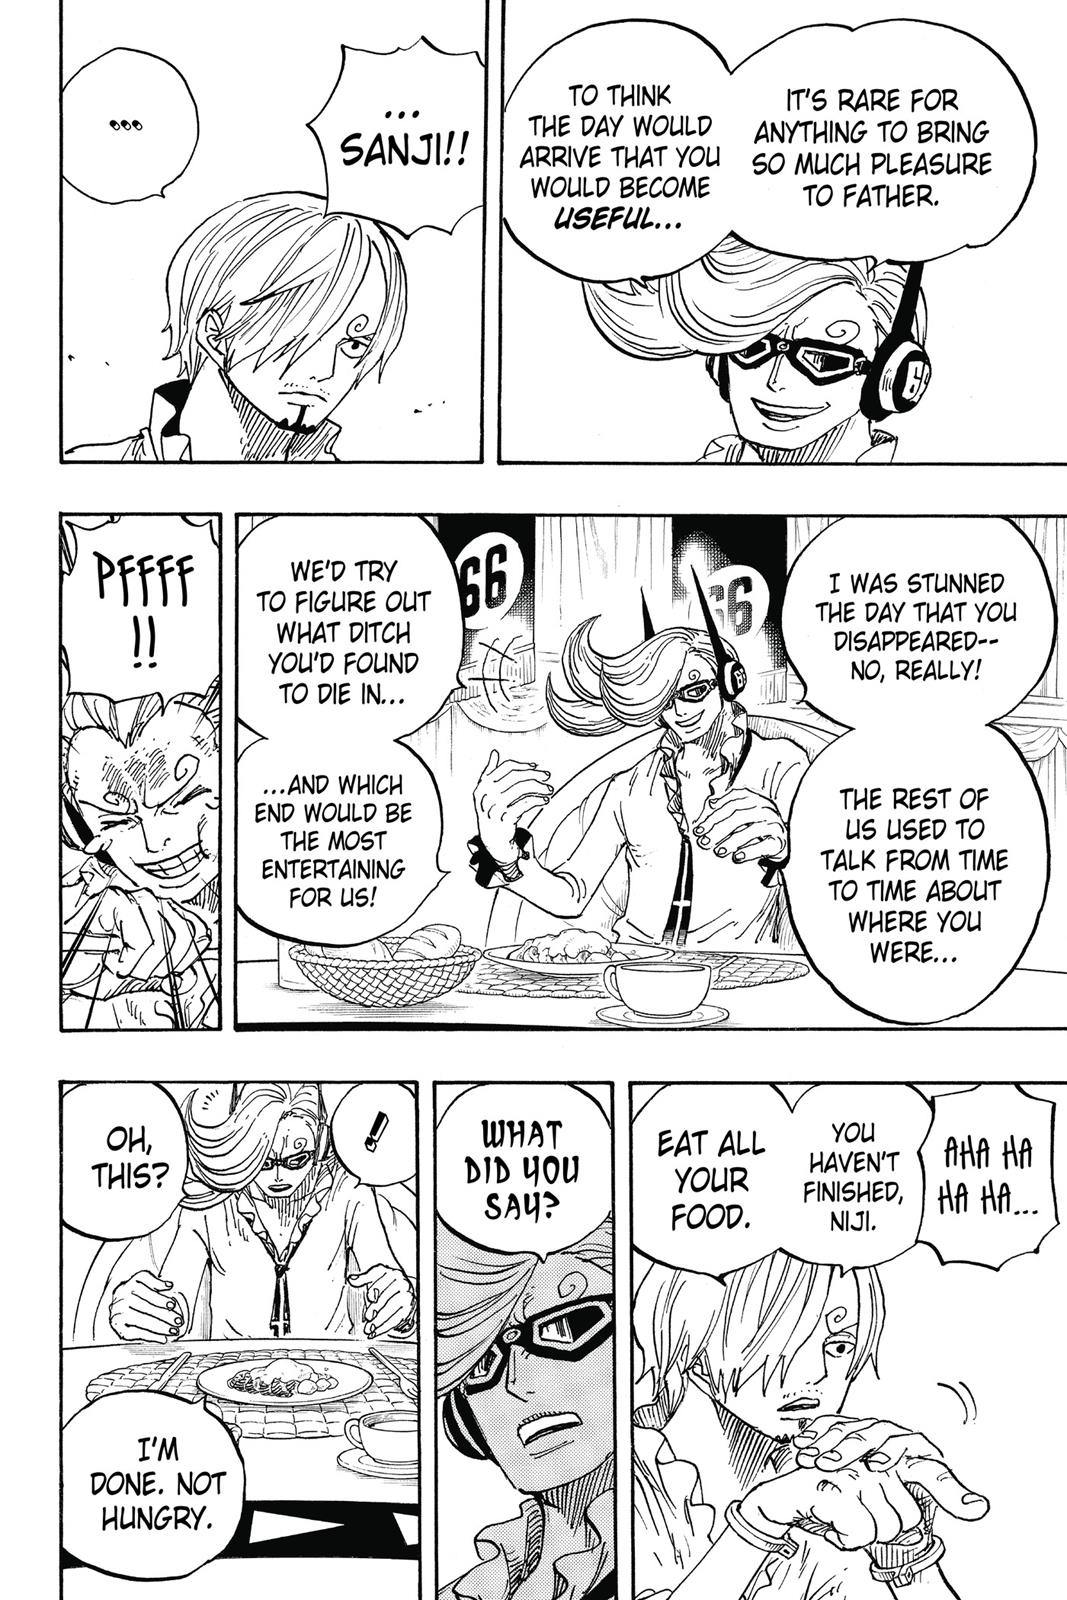 IT'S RARE FOR
ANYTHING TO BRING
SO MUCH PLEASURE
TO FATHER.
TO THINK
THE DAY WOULD
ARRIVE THAT YOU
WOULD BECOME
USEFUL...
...
SANJI!!
...
I WAS STUNNED
THE DAY THAT YOU
DISAPPEARED--
NO, REALLY!
THE REST OF
US USED TO
TALK FROM TIME
TO TIME ABOUT
WHERE YOU
WERE...
66
66
WE'D TRY
TO FIGURE OUT
WHAT DITCH
YOU'D FOUND
TO DIE IN...
...AND WHICH
END WOULD BE
THE MOST
ENTERTAINING
FOR US!
PFFFF
!!
AHA HA
HA HA...
YOU
HAVEN'T
FINISHED,
NIJI.
EAT ALL
YOUR
FOOD.
WHAT
DID YOU
SAY?
!
OH,
THIS?
I'M
DONE. NOT
HUNGRY.